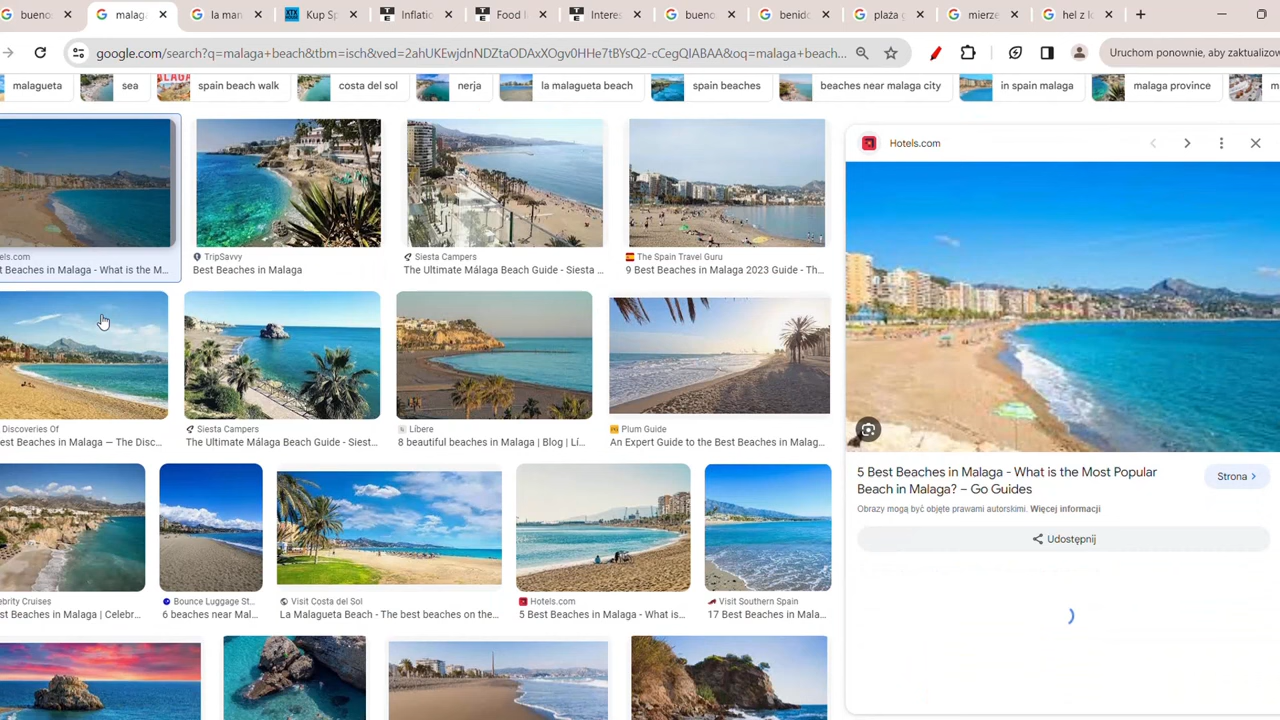 bueno
malag
la man
Kup Sp
Inflatic
Food I
Interes
bueno
benido
plaża g
mierze
hel z l
google.com/search?q=malaga+beach&tbm=isch&ved=2ahUKEwjdnNDZtaODAxXOgv0HHe7tBYsQ2-cCegQIABAA&oq=malaga+beach...
Uruchom ponownie, aby zaktualizow
malagueta
sea
spain beach walk
costa del sol
nerja
la malagueta beach
spain beaches
beaches near malaga city
in spain malaga
malaga province
m
Hotels.com
els.com
TripSavvy
Siesta Campers
The Spain Travel Guru
t Beaches in Malaga - What is the M...
Best Beaches in Malaga
The Ultimate Málaga Beach Guide - Siesta ...
9 Best Beaches in Malaga 2023 Guide - Th...
Discoveries Of
Siesta Campers
Líbere
Plum Guide
est Beaches in Malaga — The Disc...
The Ultimate Málaga Beach Guide - Siest...
8 beautiful beaches in Malaga | Blog | Lí...
An Expert Guide to the Best Beaches in Malag...
5 Best Beaches in Malaga - What is the Most Popular
Beach in Malaga? – Go Guides
Strona
Obrazy mogą być objęte prawami autorskimi. Więcej informacji
Udostępnij
ebrity Cruises
Bounce Luggage St...
Visit Costa del Sol
Hotels.com
Visit Southern Spain
st Beaches in Malaga | Celebr...
6 beaches near Mal...
La Malagueta Beach - The best beaches on the...
5 Best Beaches in Malaga - What is...
17 Best Beaches in Mala...